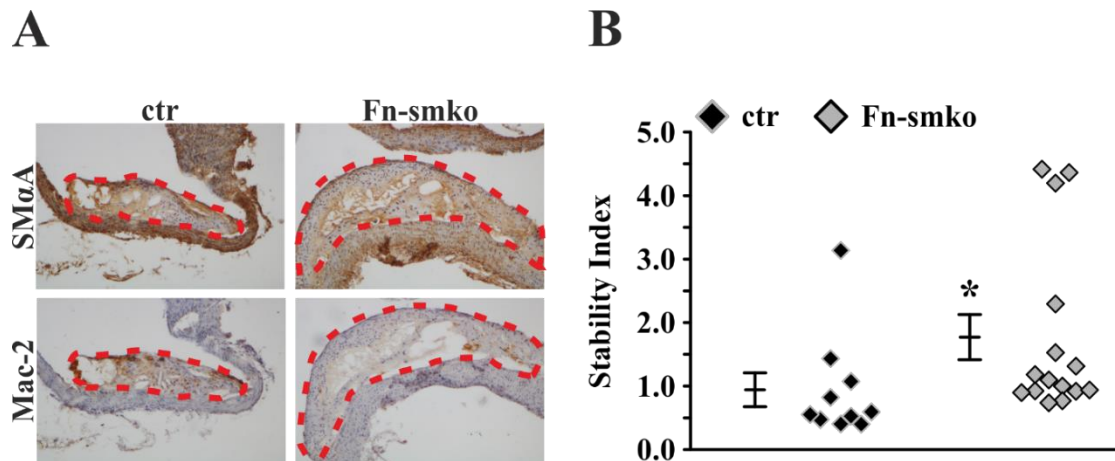 A
B
ctr Fn-smko
SMαA
Mac-2
ctr Fn-smko
Stability Index
5.0
4.0
3.0
2.0
1.0
0.0
*